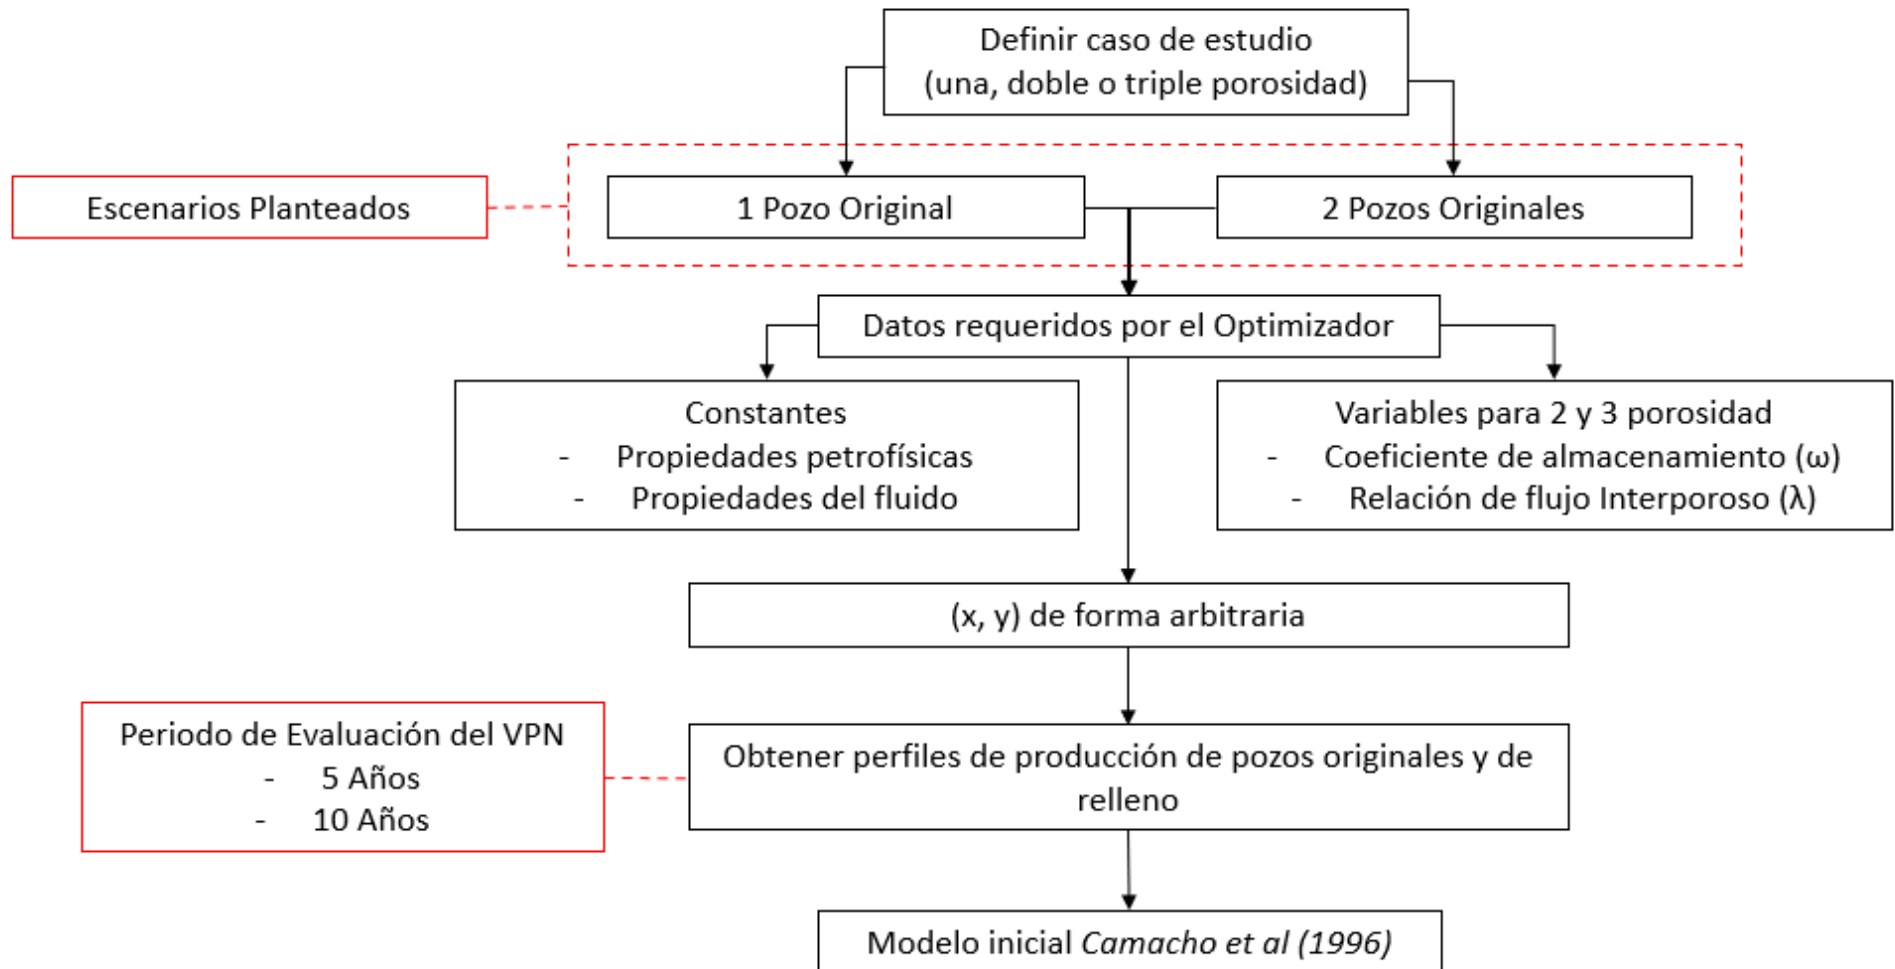 Definir caso de estudio
(una, doble o triple porosidad)
Escenarios Planteados
1 Pozo Original
2 Pozos Originales
Datos requeridos por el Optimizador
Constantes
- Propiedades petrofísicas
- Propiedades del fluido
Variables para 2 y 3 porosidad
- Coeficiente de almacenamiento (ω)
- Relación de flujo Interporoso (λ)
(x, y) de forma arbitraria
Periodo de Evaluación del VPN
- 5 Años
- 10 Años
Obtener perfiles de producción de pozos originales y de
relleno
Modelo inicial Camacho et al (1996)